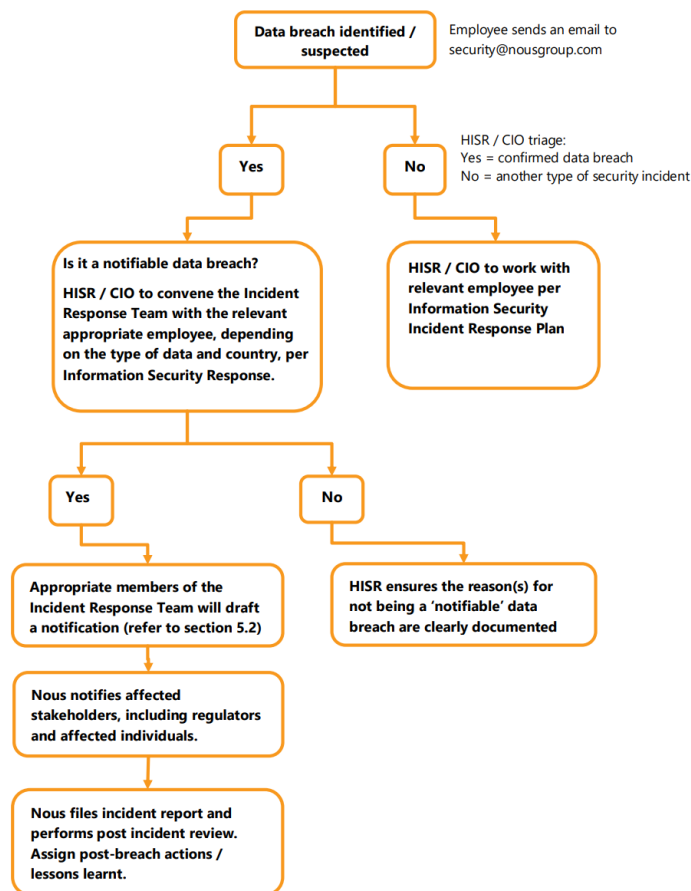 Data breach identified /
suspected
Employee sends an email to
security@nousgroup.com
Yes
No
HISR / CIO triage:
Yes = confirmed data breach
No = another type of security incident
Is it a notifiable data breach?
HISR / CIO to convene the Incident
Response Team with the relevant
appropriate employee, depending
on the type of data and country, per
Information Security Response.
HISR / CIO to work with
relevant employee per
Information Security
Incident Response Plan
Yes
No
Appropriate members of the
Incident Response Team will draft
a notification (refer to section 5.2)
HISR ensures the reason(s) for
not being a ‘notifiable’ data
breach are clearly documented
Nous notifies affected
stakeholders, including regulators
and affected individuals.
Nous files incident report and
performs post incident review.
Assign post-breach actions /
lessons learnt.